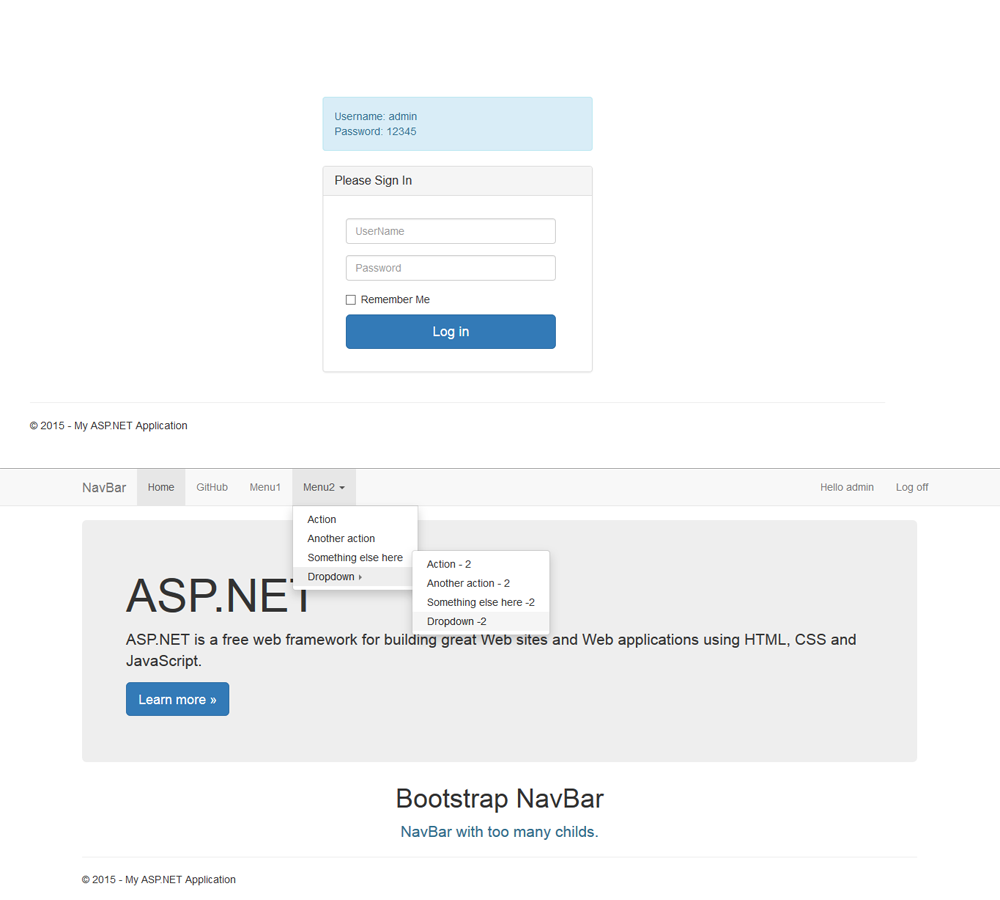 Username: admin
Password: 12345
Please Sign In
UserName
Password
Remember Me
Log in
© 2015 - My ASP.NET Application
NavBar Home GitHub Menu1 Menu2 Hello admin Log off
Action
Another action
Something else here
Dropdown
Action - 2
Another action - 2
Something else here -2
Dropdown -2
ASP.NET
ASP.NET is a free web framework for building great Web sites and Web applications using HTML, CSS and
JavaScript.
Learn more »
Bootstrap NavBar
NavBar with too many childs.
© 2015 - My ASP.NET Application